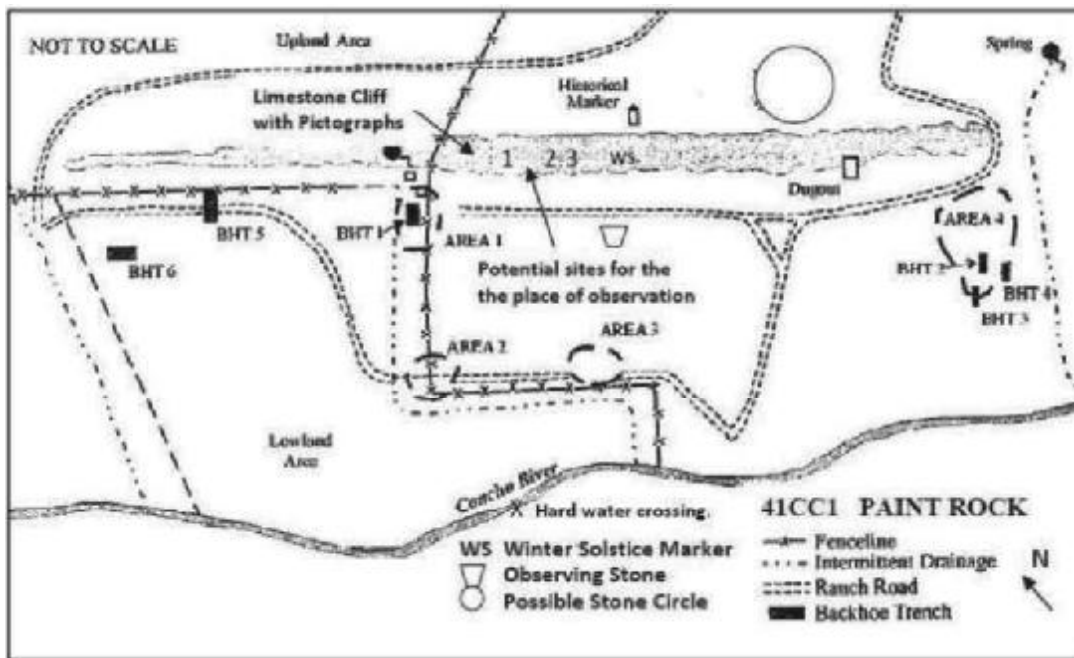 NOT TO SCALE
Upland Area
Spring
Limestone Cliff
with Pictographs
Historical
Marker
1 2-3 WS
Dugout
BHT 5
BHT 1
AREA 1
AREA 4
BHT 6
BHT 2
BHT 4
BHT 3
Potential sites for the
the place of observation
AREA 3
AREA 2
Lowland
Area
Concho River
X Hard water crossing.
41CC1 PAINT ROCK
WS Winter Solstice Marker
Observing Stone
Possible Stone Circle
Fenceline
Intermittent Drainage
Ranch Road
Backhoe Trench
N